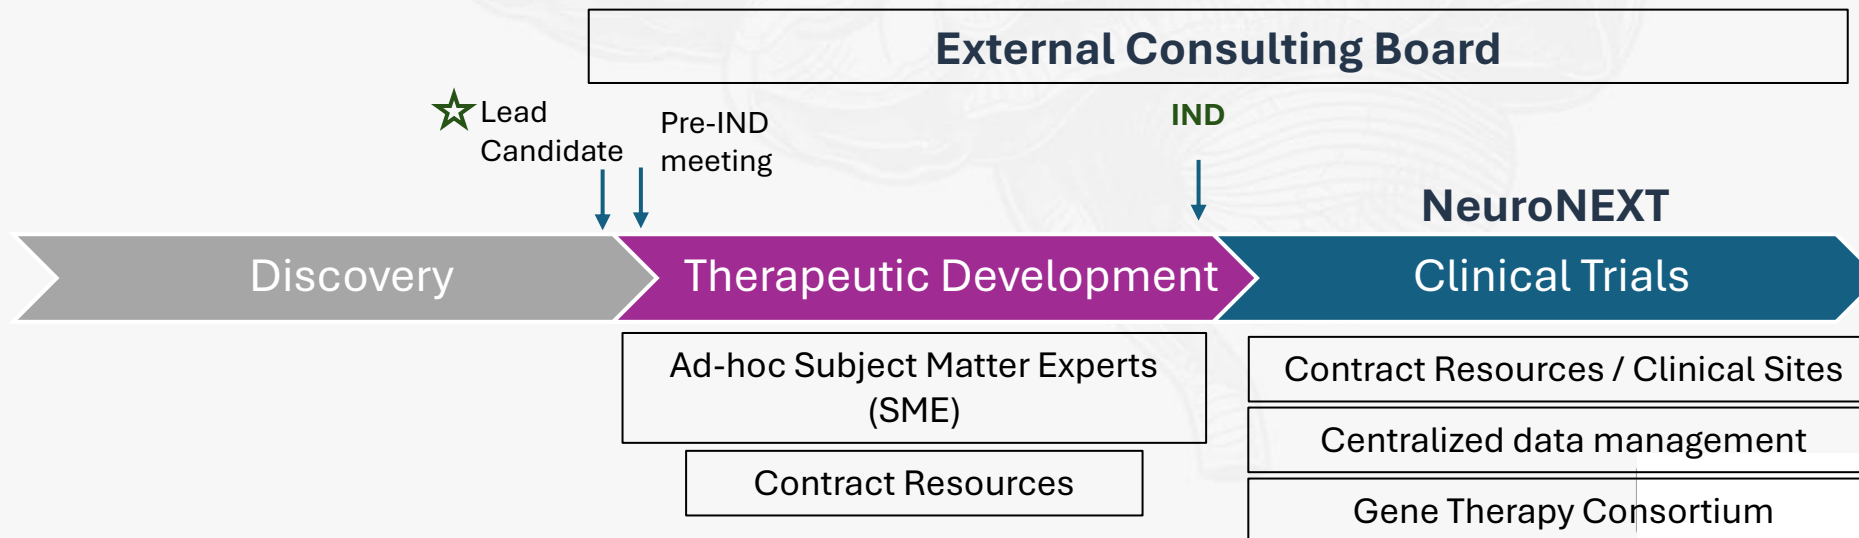 External Consulting Board
Lead
Candidate
Pre-IND
meeting
IND
NeuroNEXT
Discovery
Therapeutic Development
Clinical Trials
Ad-hoc Subject Matter Experts
(SME)
Contract Resources
Contract Resources / Clinical Sites
Centralized data management
Gene Therapy Consortium